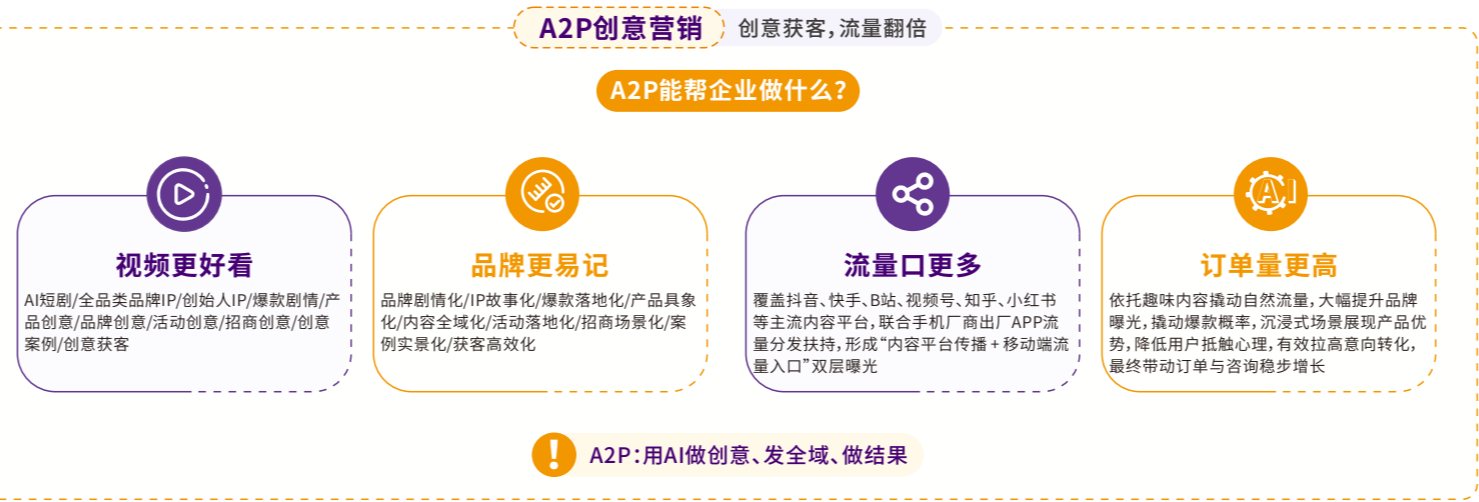 A2P创意营销
创意获客，流量翻倍
A2P能帮企业做什么？
视频更好看
AI短剧/全品类品牌IP/创始人IP/爆款剧情/产
品创意/品牌创意/活动创意/招商创意/创意
案例/创意获客
品牌更易记
品牌剧情化/IP故事化/爆款落地化/产品具象
化/内容全域化/活动落地化/招商场景化/案
例实景化/获客高效化
流量口更多
覆盖抖音、快手、B站、视频号、知乎、小红书
等主流内容平台，联合手机厂商出厂APP流
量分发扶持，形成“内容平台传播 + 移动端流
量入口”双层曝光
AI
订单量更高
依托趣味内容撬动自然流量，大幅提升品牌
曝光，撬动爆款概率，沉浸式场景展现产品优
势，降低用户抵触心理，有效拉高意向转化，
最终带动订单与咨询稳步增长
! A2P：用AI做创意、发全域、做结果